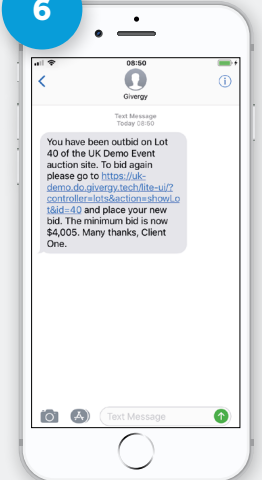 6
08:50
Givergy
Text Message
Today 08:50
You have been outbid on Lot
40 of the UK Demo Event
auction site. To bid again
please go to https://uk-
demo.do.givergy.tech/lite-ui/?
controller=lots&action=showLo
t&id=40 and place your new
bid. The minimum bid is now
$4,005. Many thanks, Client
One.
Text Message